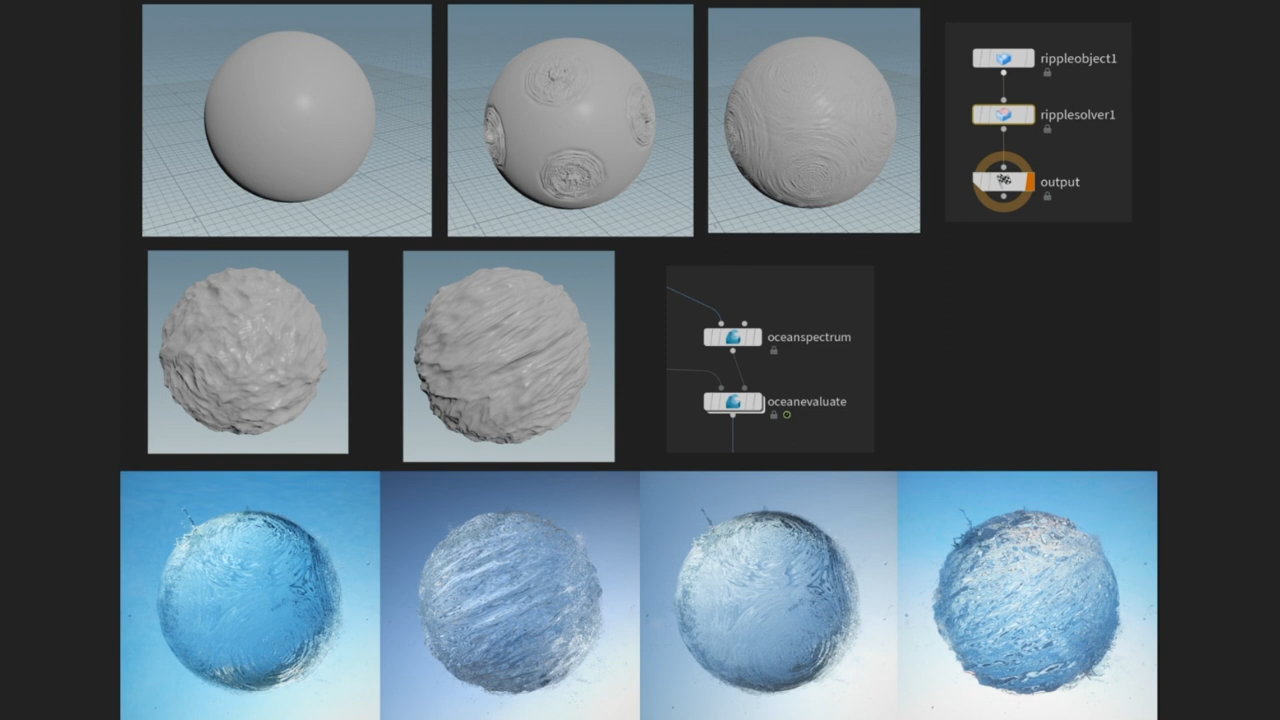 rippleobject1
ripplesolver1
output
oceanspectrum
oceanevaluate